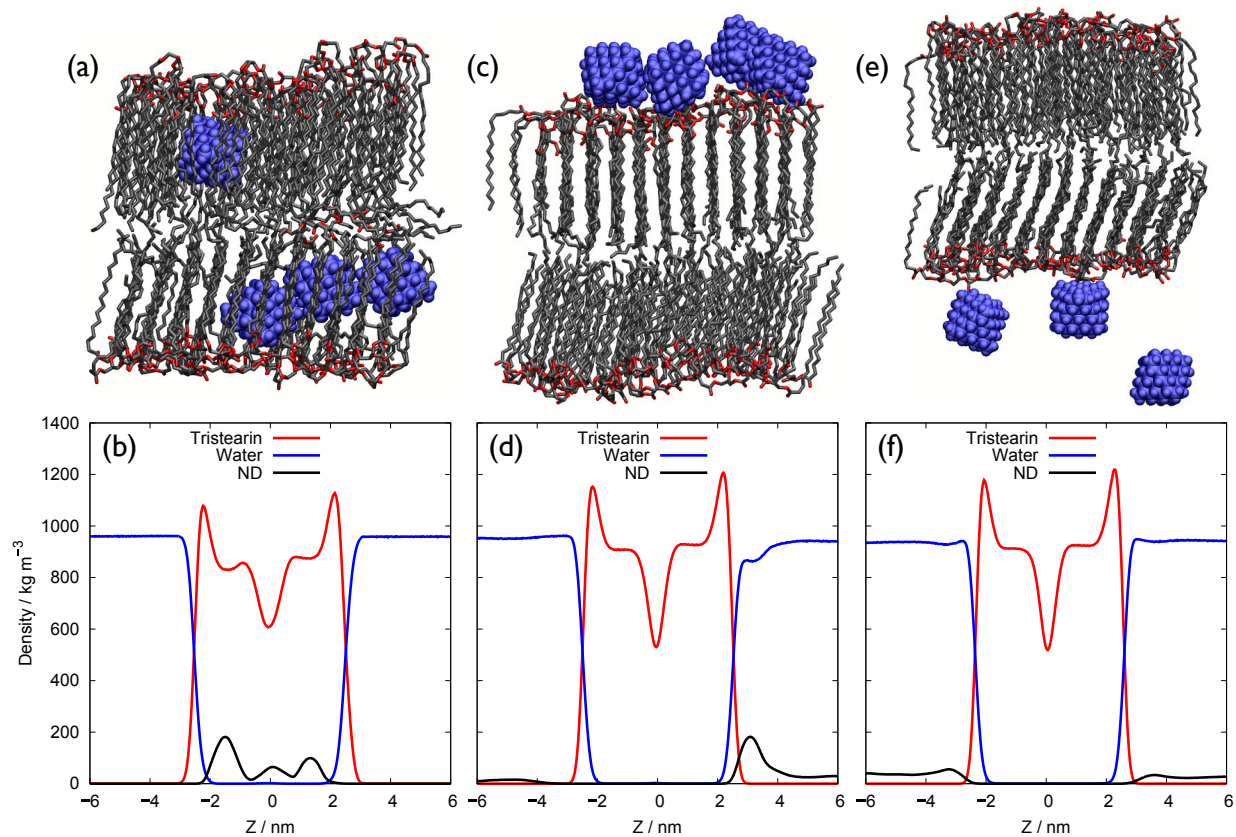 (a) (c) (e)
1400
1200
1000
800
600
400
200
0
Density / kg m⁻³
(b)
Tristearin
Water
ND
−6 −4 −2 0 2 4 6
Z / nm
(d)
Tristearin
Water
ND
−6 −4 −2 0 2 4 6
Z / nm
(f)
Tristearin
Water
ND
−6 −4 −2 0 2 4 6
Z / nm